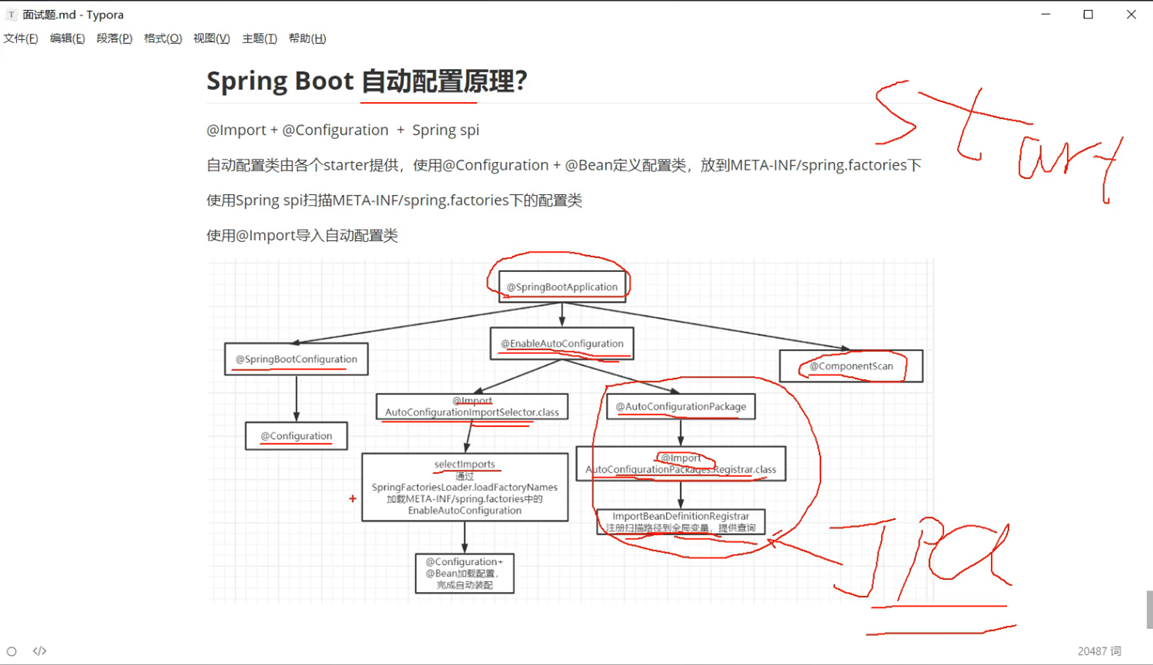 面试题.md - Typora
文件(F) 编辑(E) 段落(P) 格式(O) 视图(V) 主题(T) 帮助(H)
Spring Boot 自动配置原理?
start
@Import + @Configuration + Spring spi
自动配置类由各个starter提供，使用@Configuration + @Bean定义配置类，放到META-INF/spring.factories下
使用Spring spi扫描META-INF/spring.factories下的配置类
使用@Import导入自动配置类
@SpringBootApplication
@SpringBootConfiguration
@EnableAutoConfiguration
@ComponentScan
@Configuration
@Import
AutoConfigurationImportSelector.class
@AutoConfigurationPackage
selectImports
通过
SpringFactoriesLoader.loadFactoryNames
加载META-INF/spring.factories中的
EnableAutoConfiguration
@Import
AutoConfigurationPackages.Registrar.class
ImportBeanDefinitionRegistrar
注册扫描路径到全局变量，提供查询
JPA
@Configuration+
@Bean加载配置，
完成自动装配
20487 词